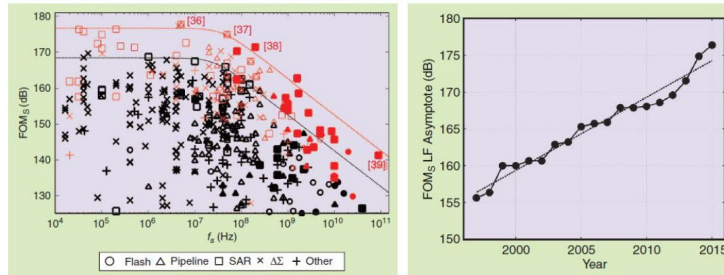 180
170
160
150
140
130
FOMS (dB)
[36]
[37]
[38]
[39]
10^4 10^5 10^6 10^7 10^8 10^9 10^10 10^11
fs (Hz)
Flash Pipeline SAR ΔΣ Other
180
175
170
165
160
155
150
FOMS LF Asymptote (dB)
2000 2005 2010 2015
Year